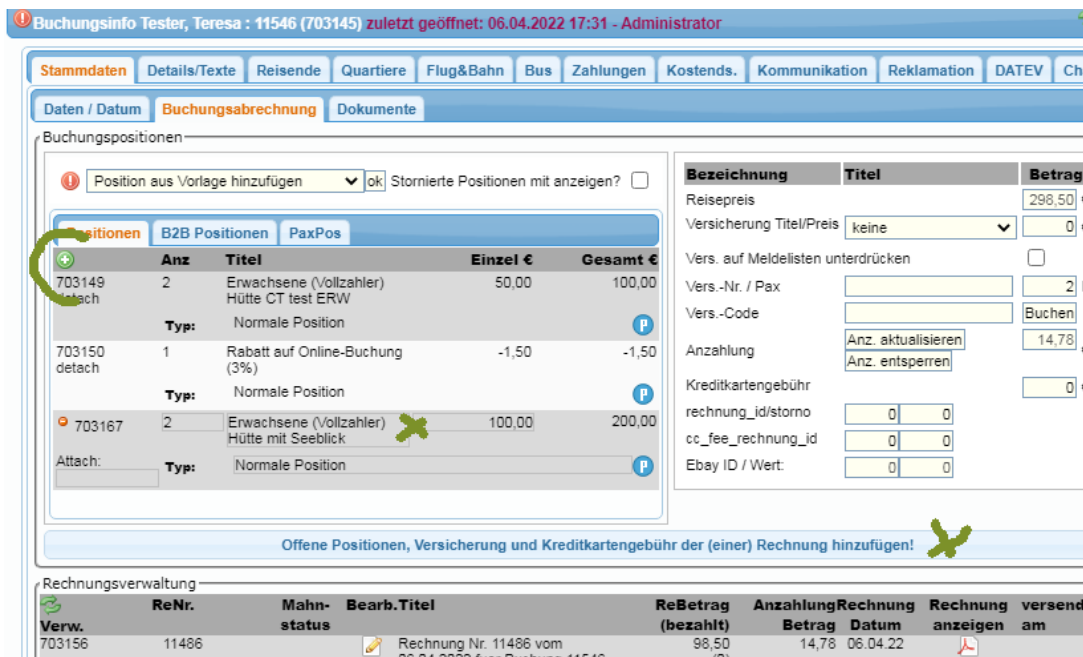 Buchungsinfo Tester, Teresa : 11546 (703145) zuletzt geöffnet: 06.04.2022 17:31 - Administrator
Stammdaten Details/Texte Reisende Quartiere Flug&Bahn Bus Zahlungen Kostends. Kommunikation Reklamation DATEV Ch
Daten / Datum Buchungsabrechnung Dokumente
Buchungspositionen
Position aus Vorlage hinzufügen ok Stornierte Positionen mit anzeigen?
Positionen B2B Positionen PaxPos
Anz Titel Einzel € Gesamt €
703149 2 Erwachsene (Vollzahler) 50,00 100,00
detach Hütte CT test ERW
Typ: Normale Position P
703150 1 Rabatt auf Online-Buchung -1,50 -1,50
detach (3%)
Typ: Normale Position P
703167 2 Erwachsene (Vollzahler) 100,00 200,00
Hütte mit Seeblick
Attach: Typ: Normale Position P
Bezeichnung Titel Betrag
Reisepreis 298,50
Versicherung Titel/Preis keine 0
Vers. auf Meldelisten unterdrücken
Vers.-Nr. / Pax 2
Vers.-Code Buchen
Anzahlung Anz. aktualisieren 14,78
Anz. entsperren
Kreditkartengebühr 0
rechnung_id/storno 0 0
cc_fee_rechnung_id 0 0
Ebay ID / Wert: 0 0
Offene Positionen, Versicherung und Kreditkartengebühr der (einer) Rechnung hinzufügen!
Rechnungsverwaltung
ReNr. Mahn- Bearb. Titel ReBetrag Anzahlung Rechnung Rechnung versend
Verw. status (bezahlt) Betrag Datum anzeigen am
703156 11486 Rechnung Nr. 11486 vom 98,50 14,78 06.04.22